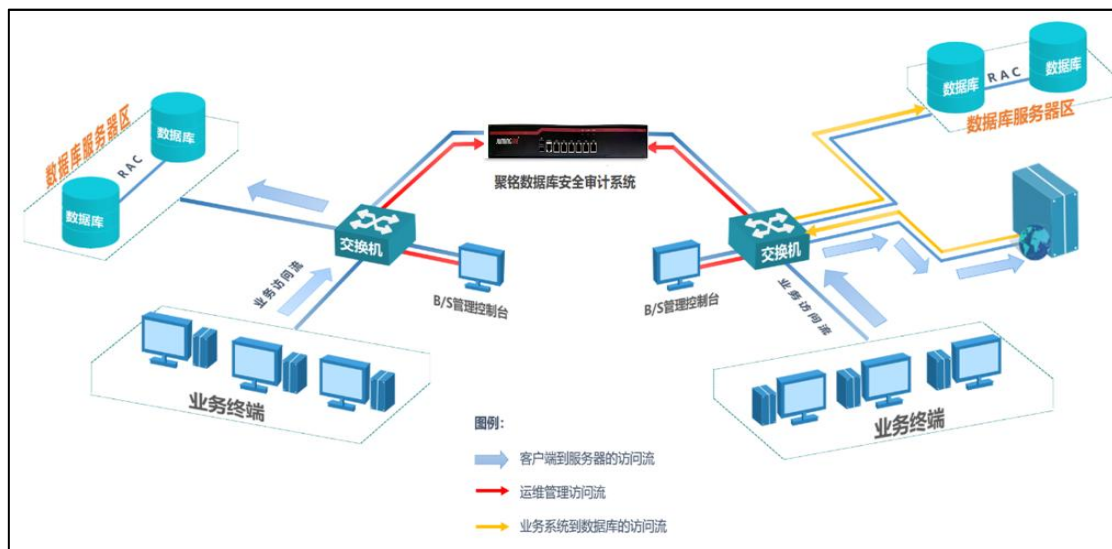 数据库
RAC
数据库
数据库服务器区
数据库
RAC
数据库
数据库服务器区
聚铭数据库安全审计系统
交换机
交换机
业务访问流
B/S管理控制台
B/S管理控制台
业务访问流
业务终端
业务终端
图例：
客户端到服务器的访问流
运维管理访问流
业务系统到数据库的访问流